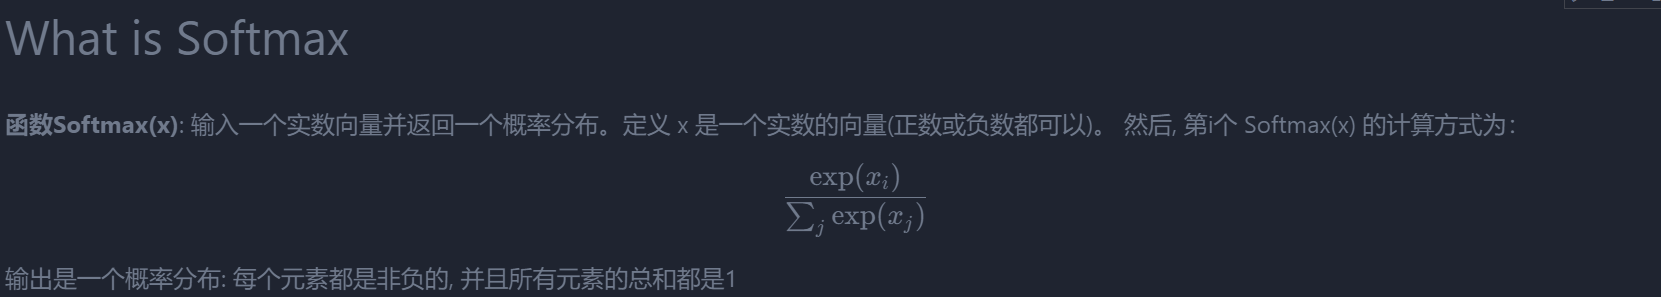 What is Softmax
函数Softmax(x): 输入一个实数向量并返回一个概率分布。定义 x 是一个实数的向量(正数或负数都可以)。 然后, 第i个 Softmax(x) 的计算方式为：
exp(x_i)
∑_j exp(x_j)
输出是一个概率分布: 每个元素都是非负的, 并且所有元素的总和都是1